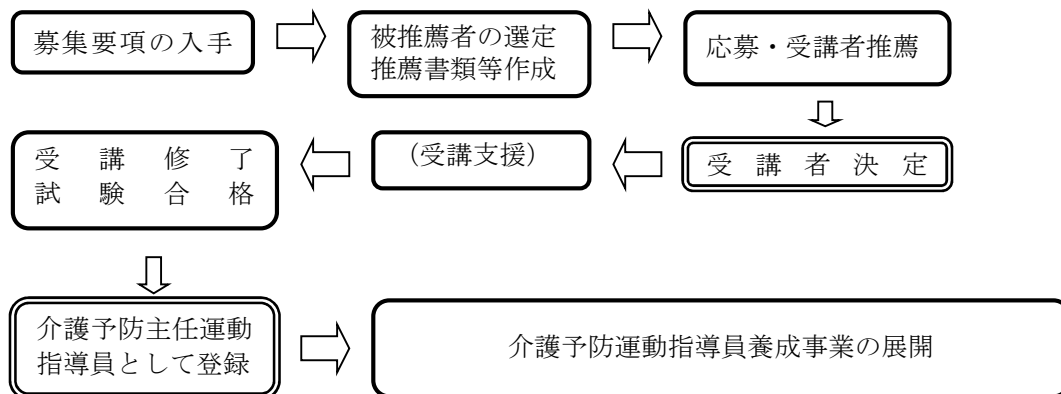 募集要項の入手
被推薦者の選定
推薦書類等作成
応募・受講者推薦
受講者決定
(受講支援)
受講修了
試験合格
介護予防主任運動
指導員として登録
介護予防運動指導員養成事業の展開